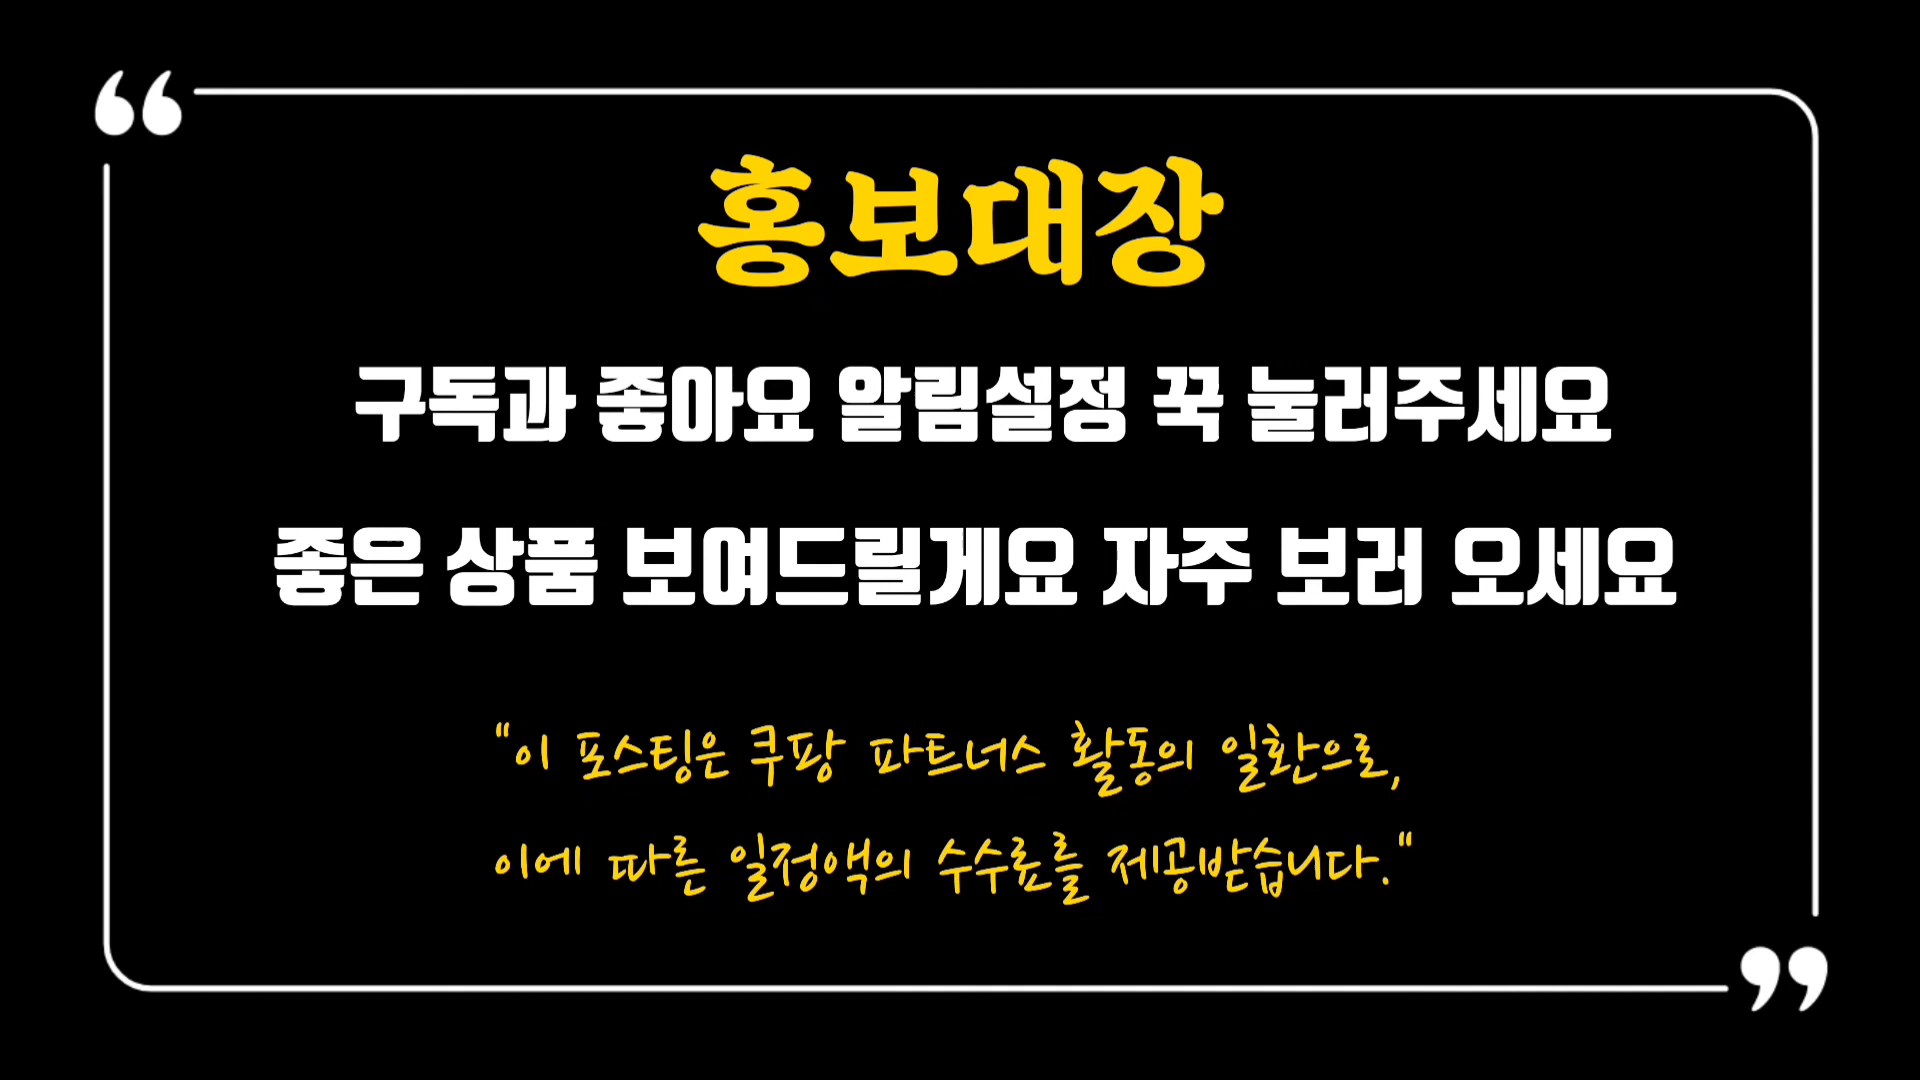 홍보대장
구독과 좋아요 알림설정 꾹 눌러주세요
좋은 상품 보여드릴게요 자주 보러 오세요
"이 포스팅은 쿠팡 파트너스 활동의 일환으로,
이에 따른 일정액의 수수료를 제공받습니다."